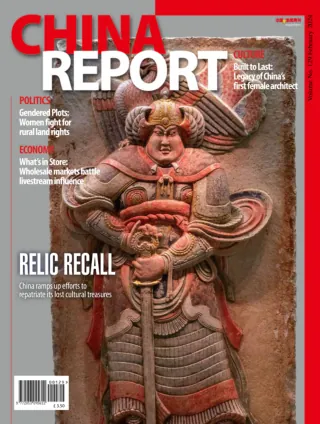 CHINA
REPORT
POLITICS
Gendered Plots:
Women fight for
rural land rights
ECONOMY
What's in Store:
Wholesale markets battle
livestream influence
CULTURE
Built to Last:
Legacy of China's
first female architect
RELIC RECALL
China ramps up efforts to
repatriate its lost cultural treasures